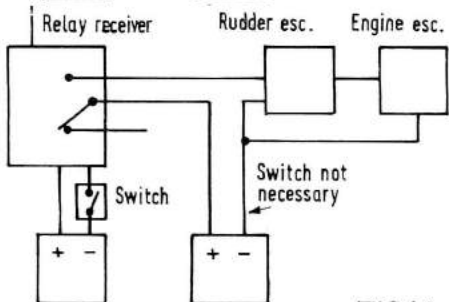 Relay receiver
Rudder esc.
Engine esc.
Switch
Switch not
necessary
+ -
+ -